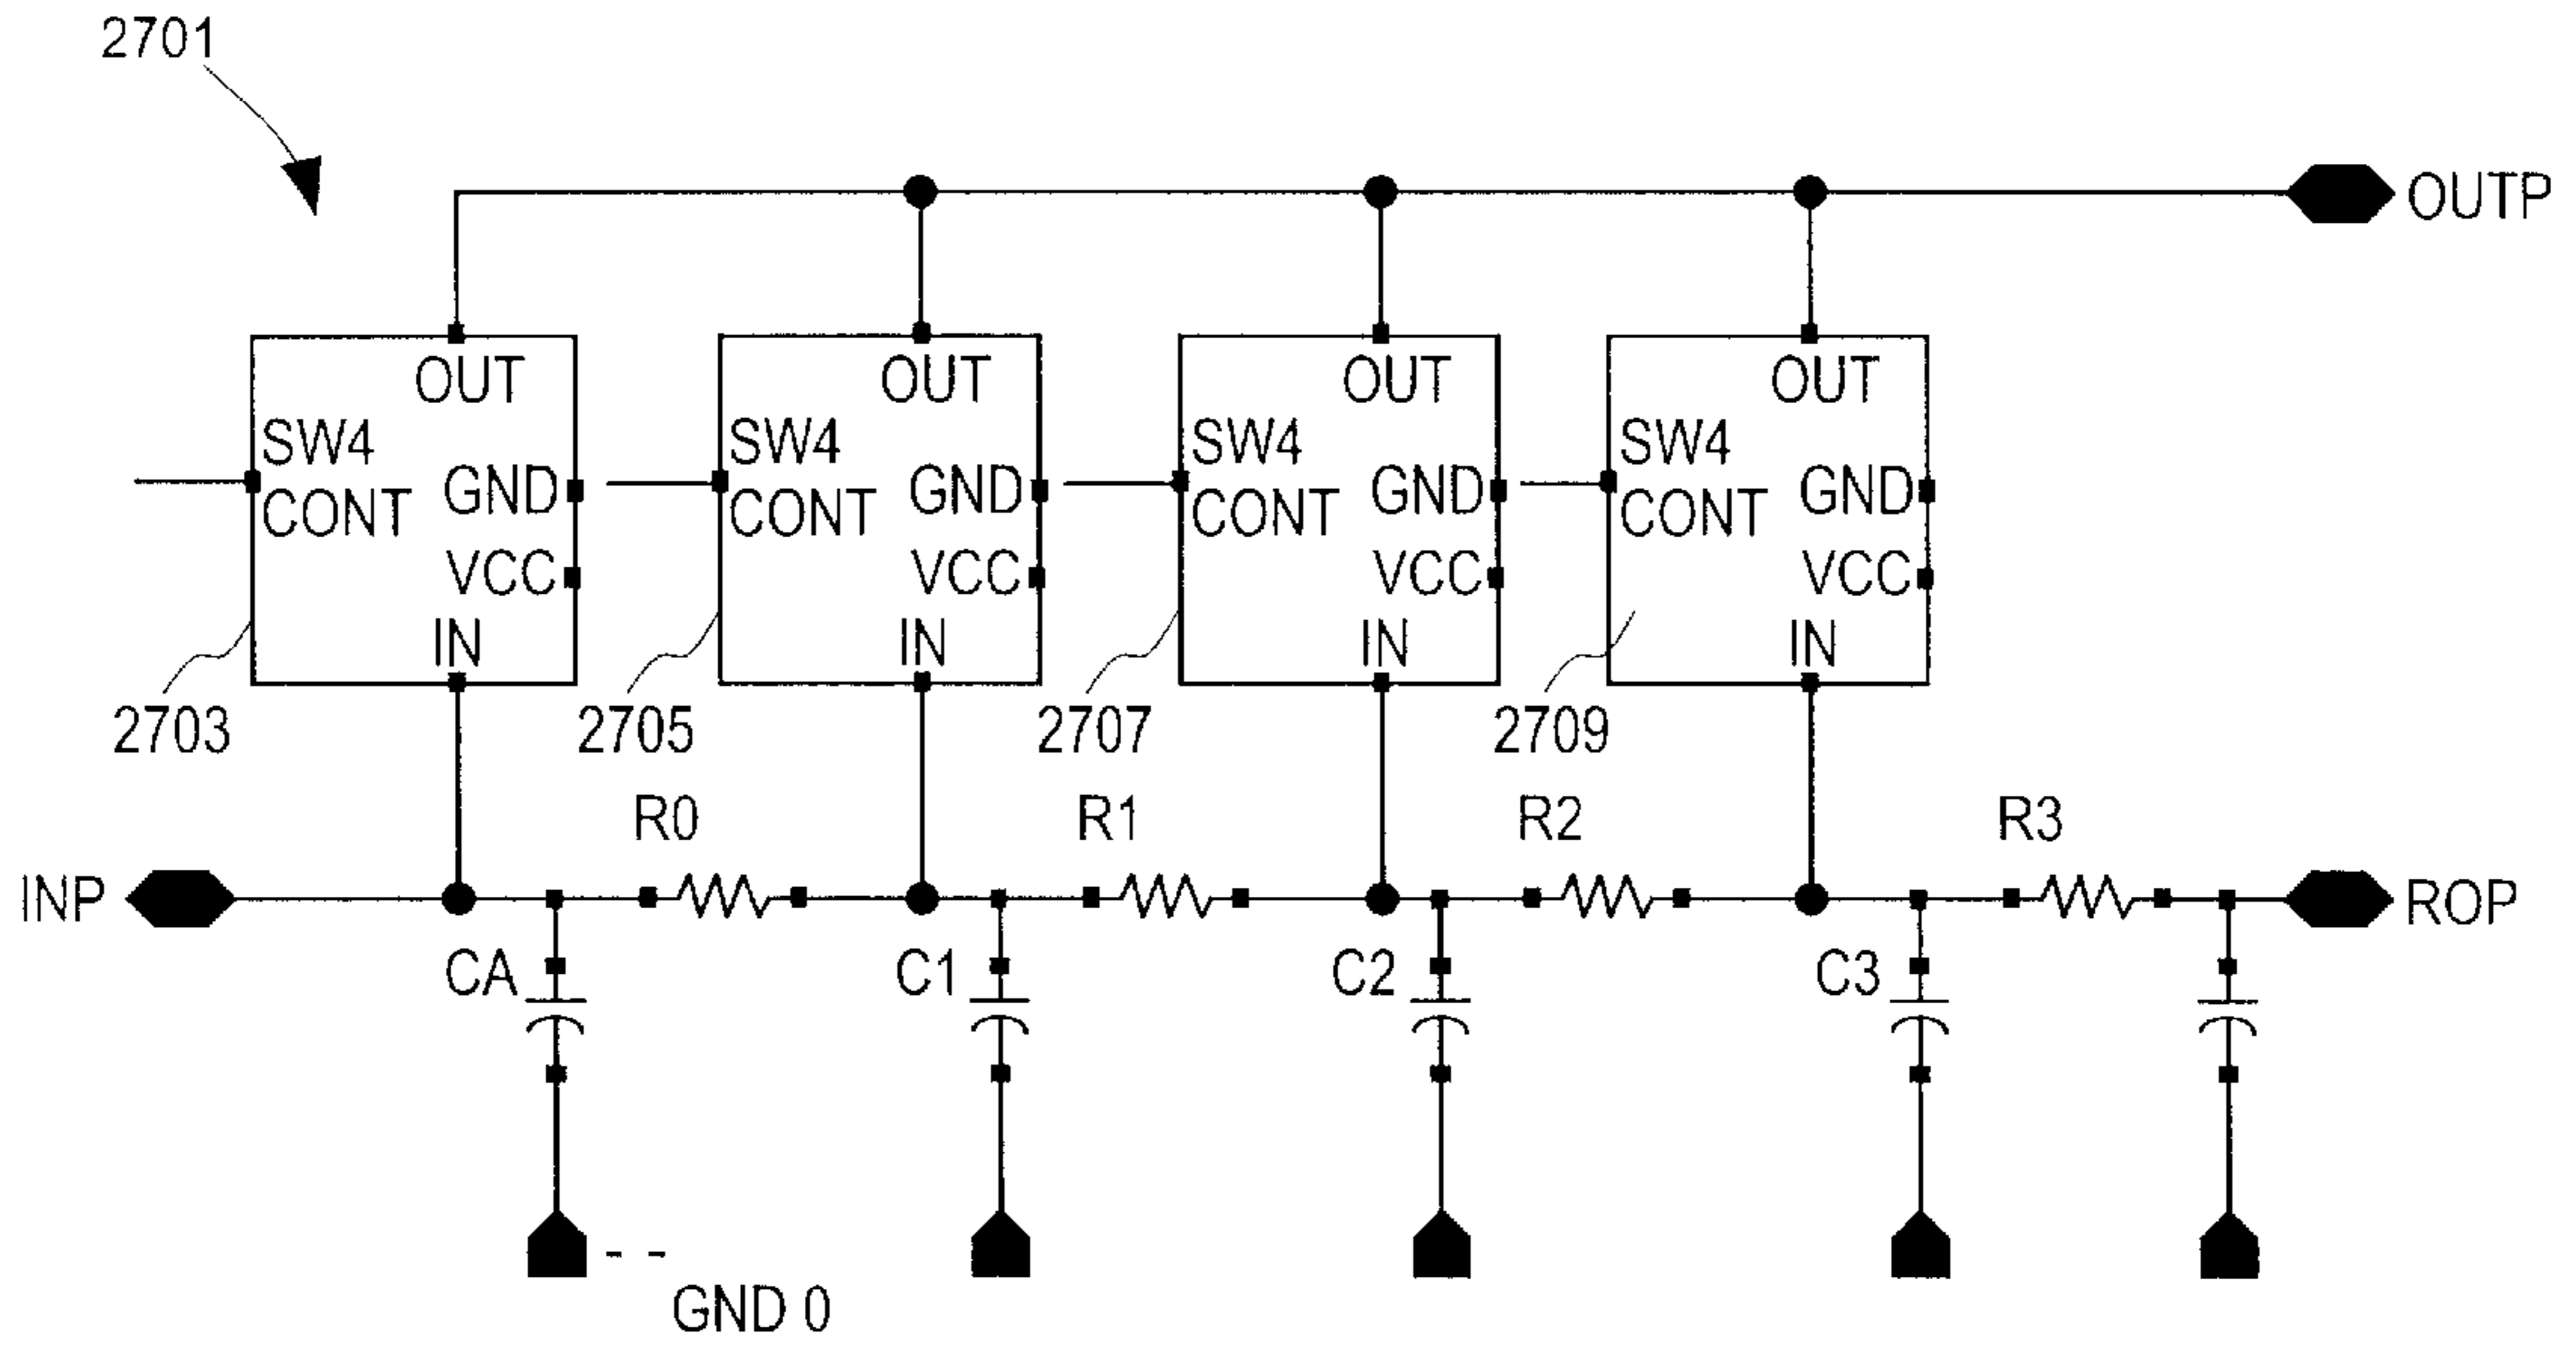 2701
OUTP
OUT OUT OUT OUT
SW4 SW4 SW4 SW4
GND GND GND GND
CONT CONT CONT CONT
VCC VCC VCC VCC
IN IN IN IN
2703 2705 2707 2709
R0 R1 R2 R3
INP ROP
CA C1 C2 C3
GND 0